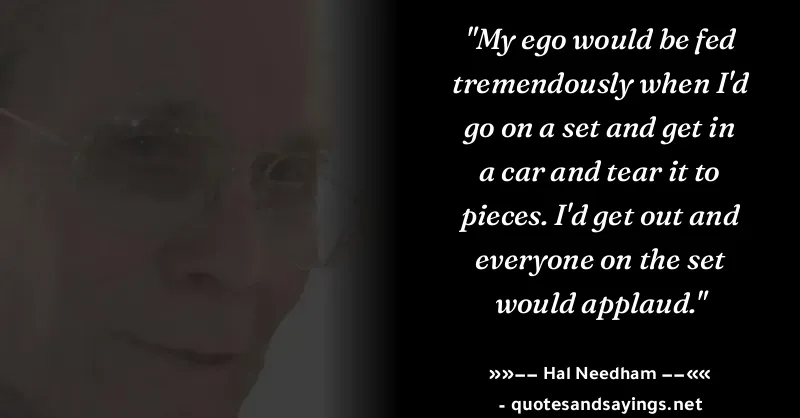 "My ego would be fed
tremendously when I'd
go on a set and get in
a car and tear it to
pieces. I'd get out and
everyone on the set
would applaud."
»»–– Hal Needham ––««
- quotesandsayings.net